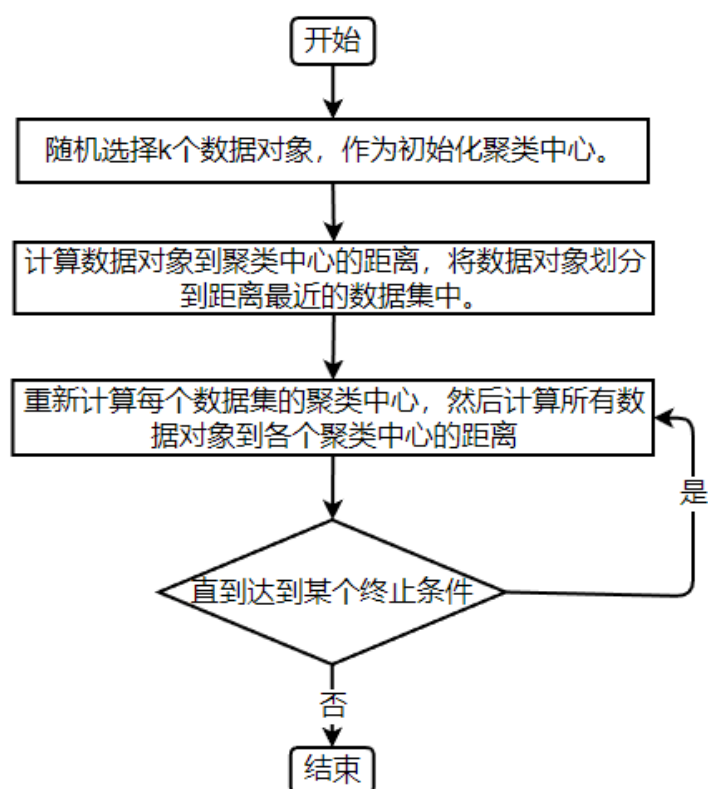 开始
随机选择k个数据对象，作为初始化聚类中心。
计算数据对象到聚类中心的距离，将数据对象划分
到距离最近的数据集中。
重新计算每个数据集的聚类中心，然后计算所有数
据对象到各个聚类中心的距离
是
直到达到某个终止条件
否
结束